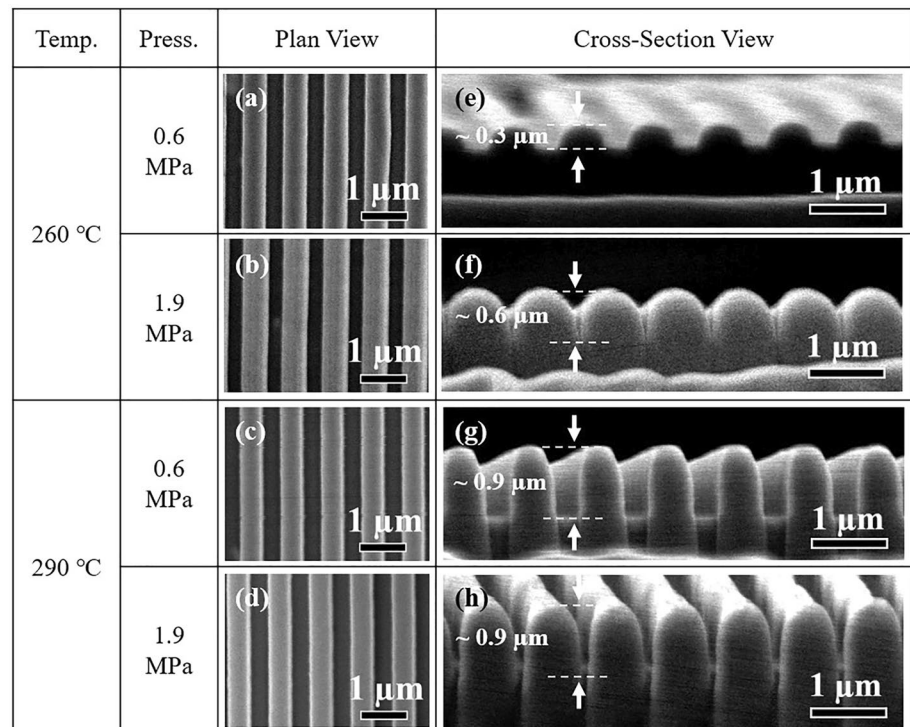 Temp.
Press.
Plan View
Cross-Section View
260 °C
0.6
MPa
(a)
1 μm
(e)
~ 0.3 μm
1 μm
1.9
MPa
(b)
1 μm
(f)
~ 0.6 μm
1 μm
290 °C
0.6
MPa
(c)
1 μm
(g)
~ 0.9 μm
1 μm
1.9
MPa
(d)
1 μm
(h)
~ 0.9 μm
1 μm